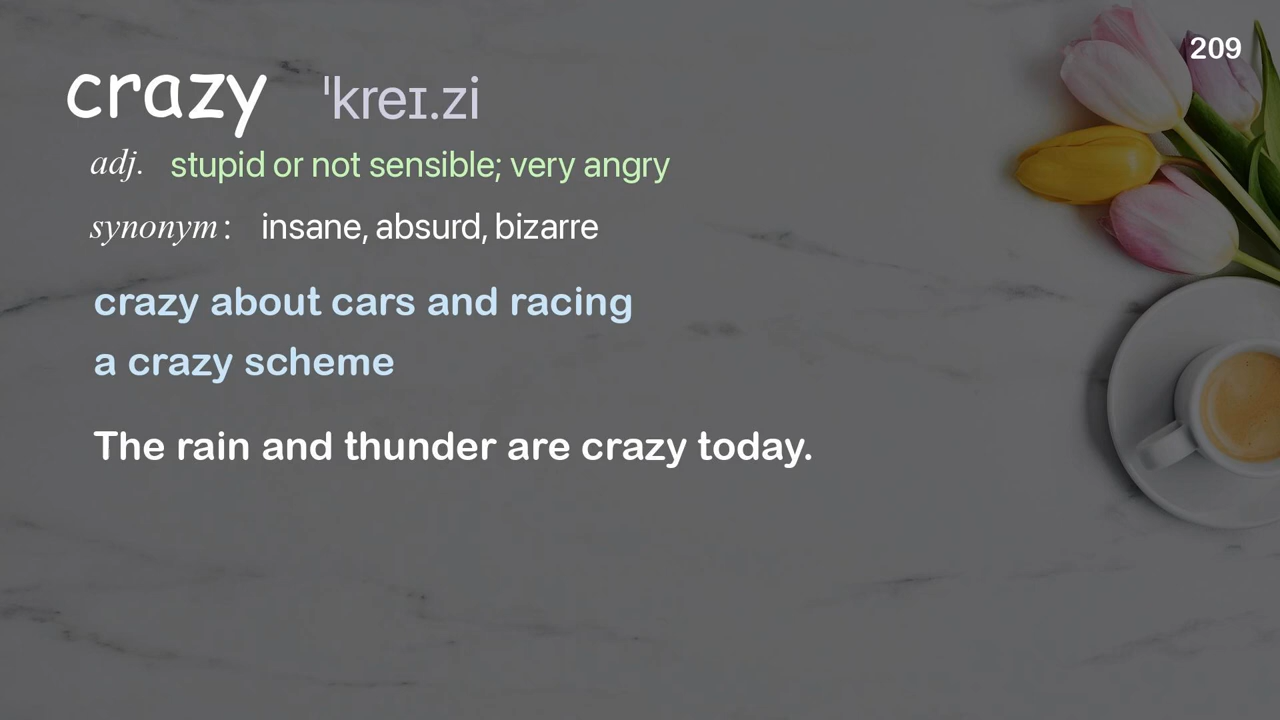 209
crazy ˈkreɪ.zi
adj. stupid or not sensible; very angry
synonym: insane, absurd, bizarre
crazy about cars and racing
a crazy scheme
The rain and thunder are crazy today.